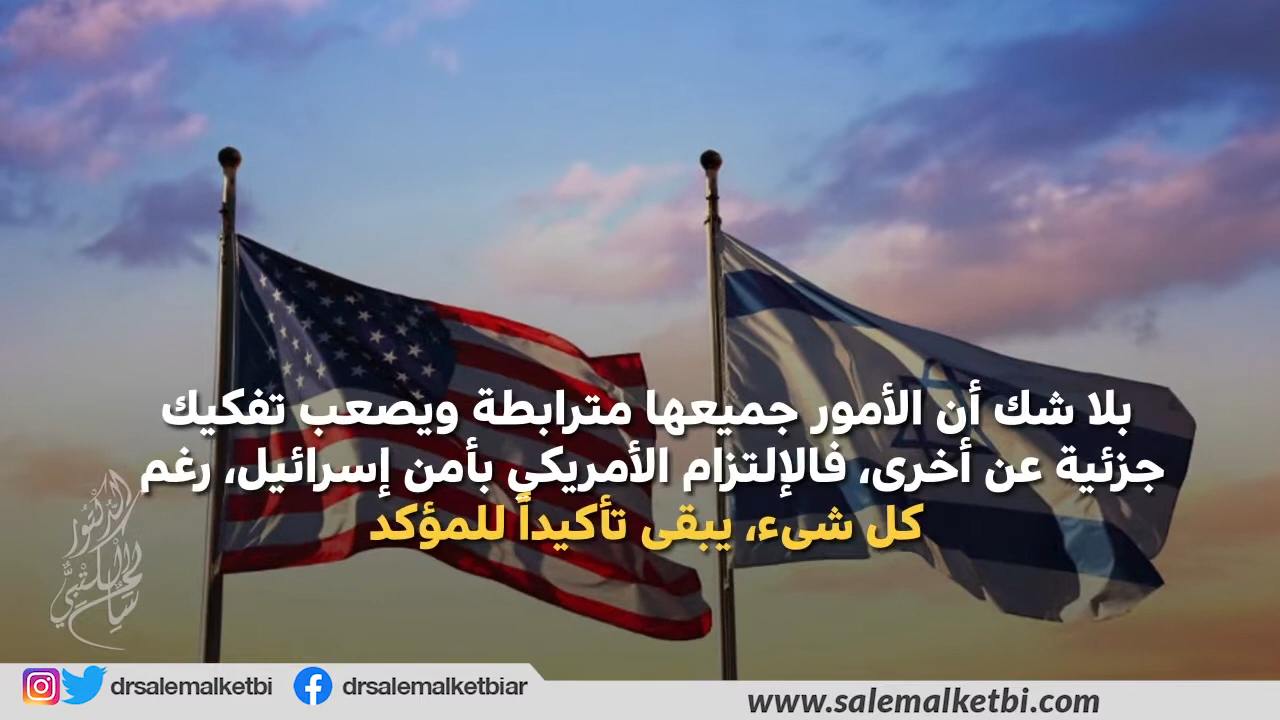 بلا شك أن الأمور جميعها مترابطة ويصعب تفكيك
جزئية عن أخرى، فالإلتزام الأمريكي بأمن إسرائيل، رغم
كل شىء، يبقى تأكيداً للمؤكد
drsalemalketbi
drsalemalketbiar
www.salemalketbi.com